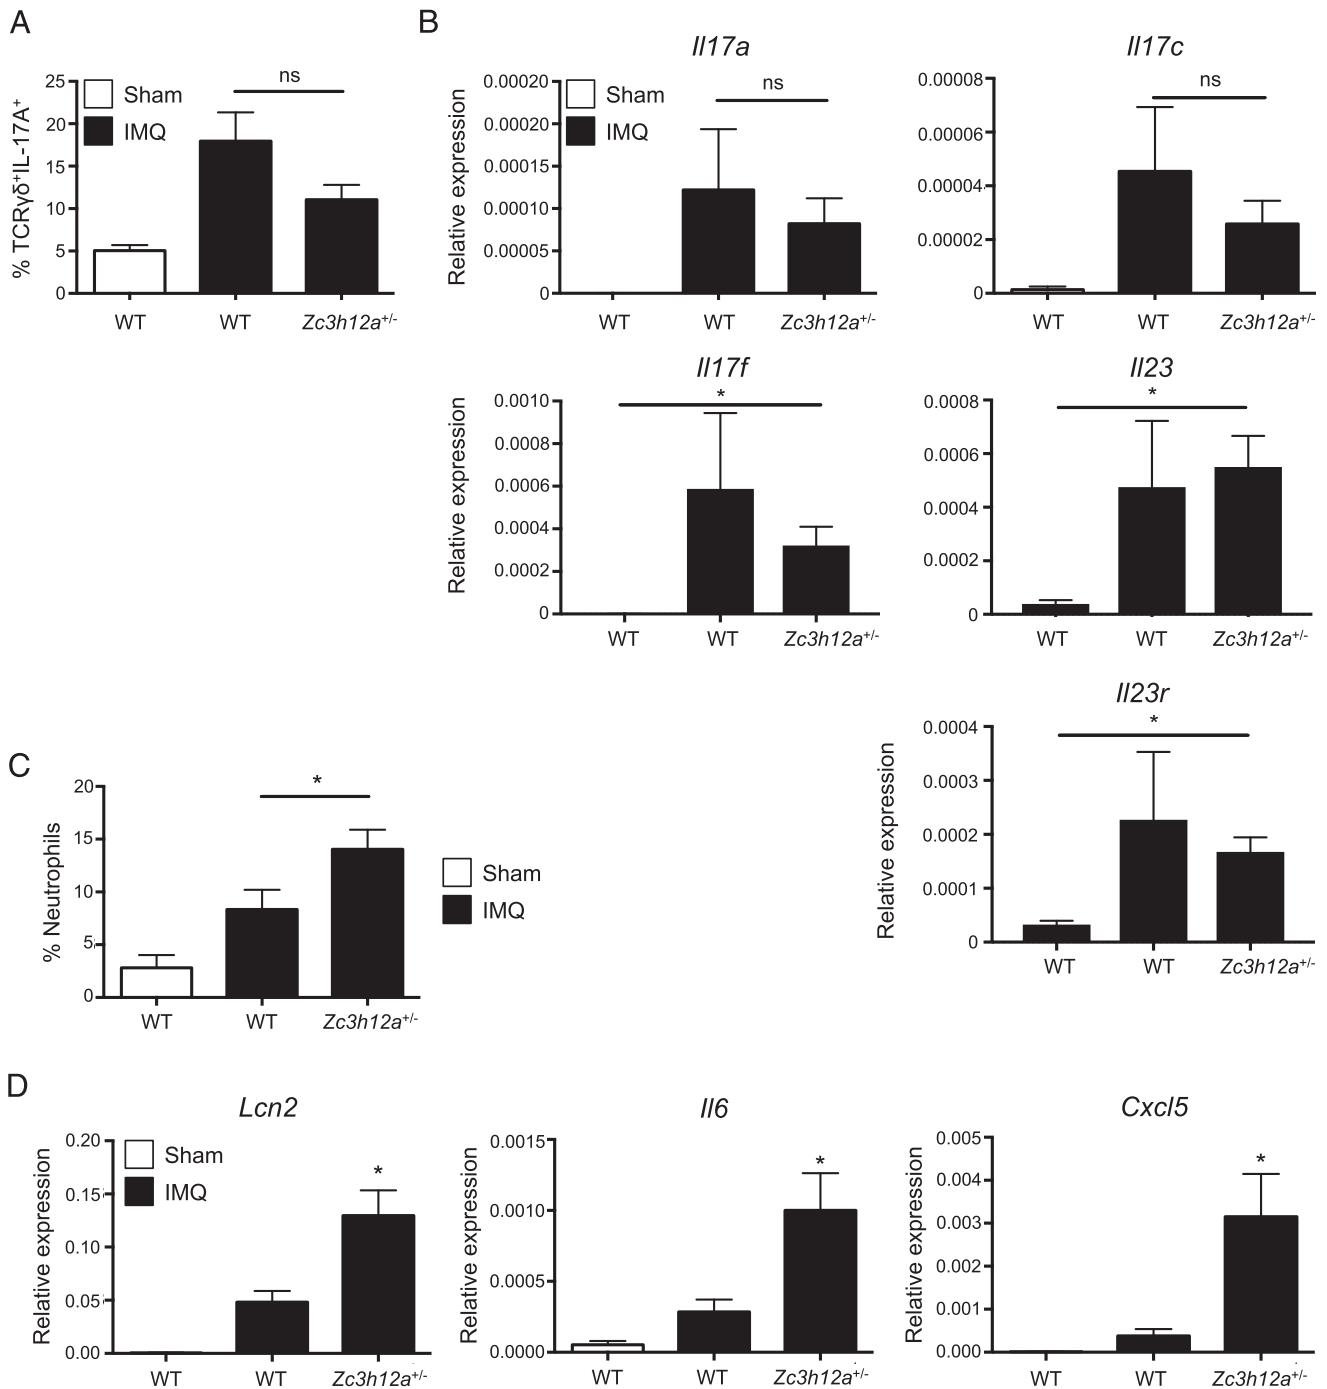 A
25
20
15
10
5
0
% TCRγδ⁺IL-17A⁺
Sham
IMQ
ns
WT
WT
Zc3h12a⁺/⁻
B
Il17a
0.00020
0.00020
0.00015
0.00010
0.00005
0
Relative expression
Sham
IMQ
ns
WT
WT
Zc3h12a⁺/⁻
Il17c
0.00008
0.00006
0.00004
0.00002
0
ns
WT
WT
Zc3h12a⁺/⁻
Il17f
0.0010
0.0008
0.0006
0.0004
0.0002
0
Relative expression
*
WT
WT
Zc3h12a⁺/⁻
Il23
0.0008
0.0006
0.0004
0.0002
0
*
WT
WT
Zc3h12a⁺/⁻
Il23r
0.0004
0.0003
0.0002
0.0001
0
Relative expression
*
WT
WT
Zc3h12a⁺/⁻
C
20
15
10
5
0
% Neutrophils
*
Sham
IMQ
WT
WT
Zc3h12a⁺/⁻
D
Lcn2
0.20
0.15
0.10
0.05
0.00
Relative expression
Sham
IMQ
*
WT
WT
Zc3h12a⁺/⁻
Il6
0.0015
0.0010
0.0005
0.0000
Relative expression
*
WT
WT
Zc3h12a⁺/⁻
Cxcl5
0.005
0.004
0.003
0.002
0.001
0.000
Relative expression
*
WT
WT
Zc3h12a⁺/⁻